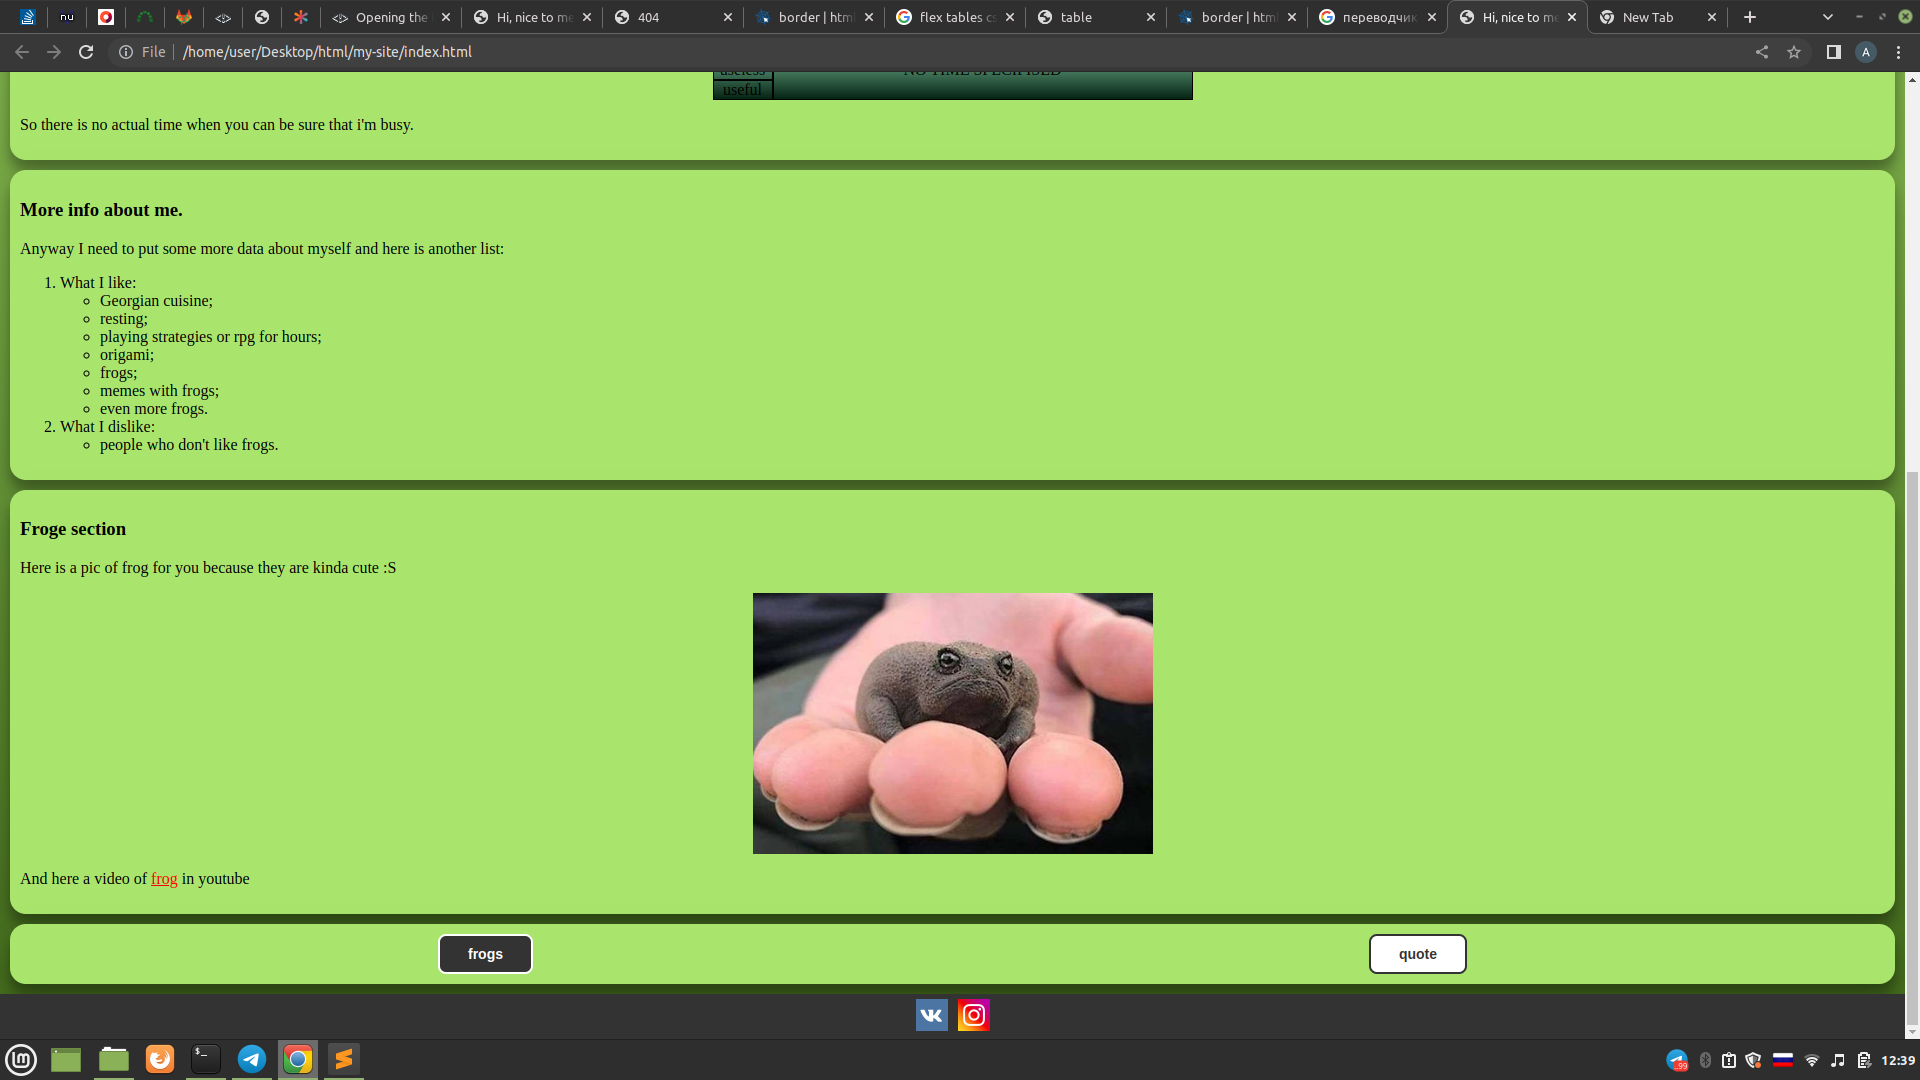 nu
Opening the
Hi, nice to me
404
border | html
flex tables cs
table
border | html
переводчик
Hi, nice to me
New Tab
File
/home/user/Desktop/html/my-site/index.html
A
useless
NO TIME SPECIFISED
useful
So there is no actual time when you can be sure that i'm busy.
More info about me.
Anyway I need to put some more data about myself and here is another list:
1. What I like:
Georgian cuisine;
resting;
playing strategies or rpg for hours;
origami;
frogs;
memes with frogs;
even more frogs.
2. What I dislike:
people who don't like frogs.
Froge section
Here is a pic of frog for you because they are kinda cute :S
And here a video of frog in youtube
frogs
quote
12:39